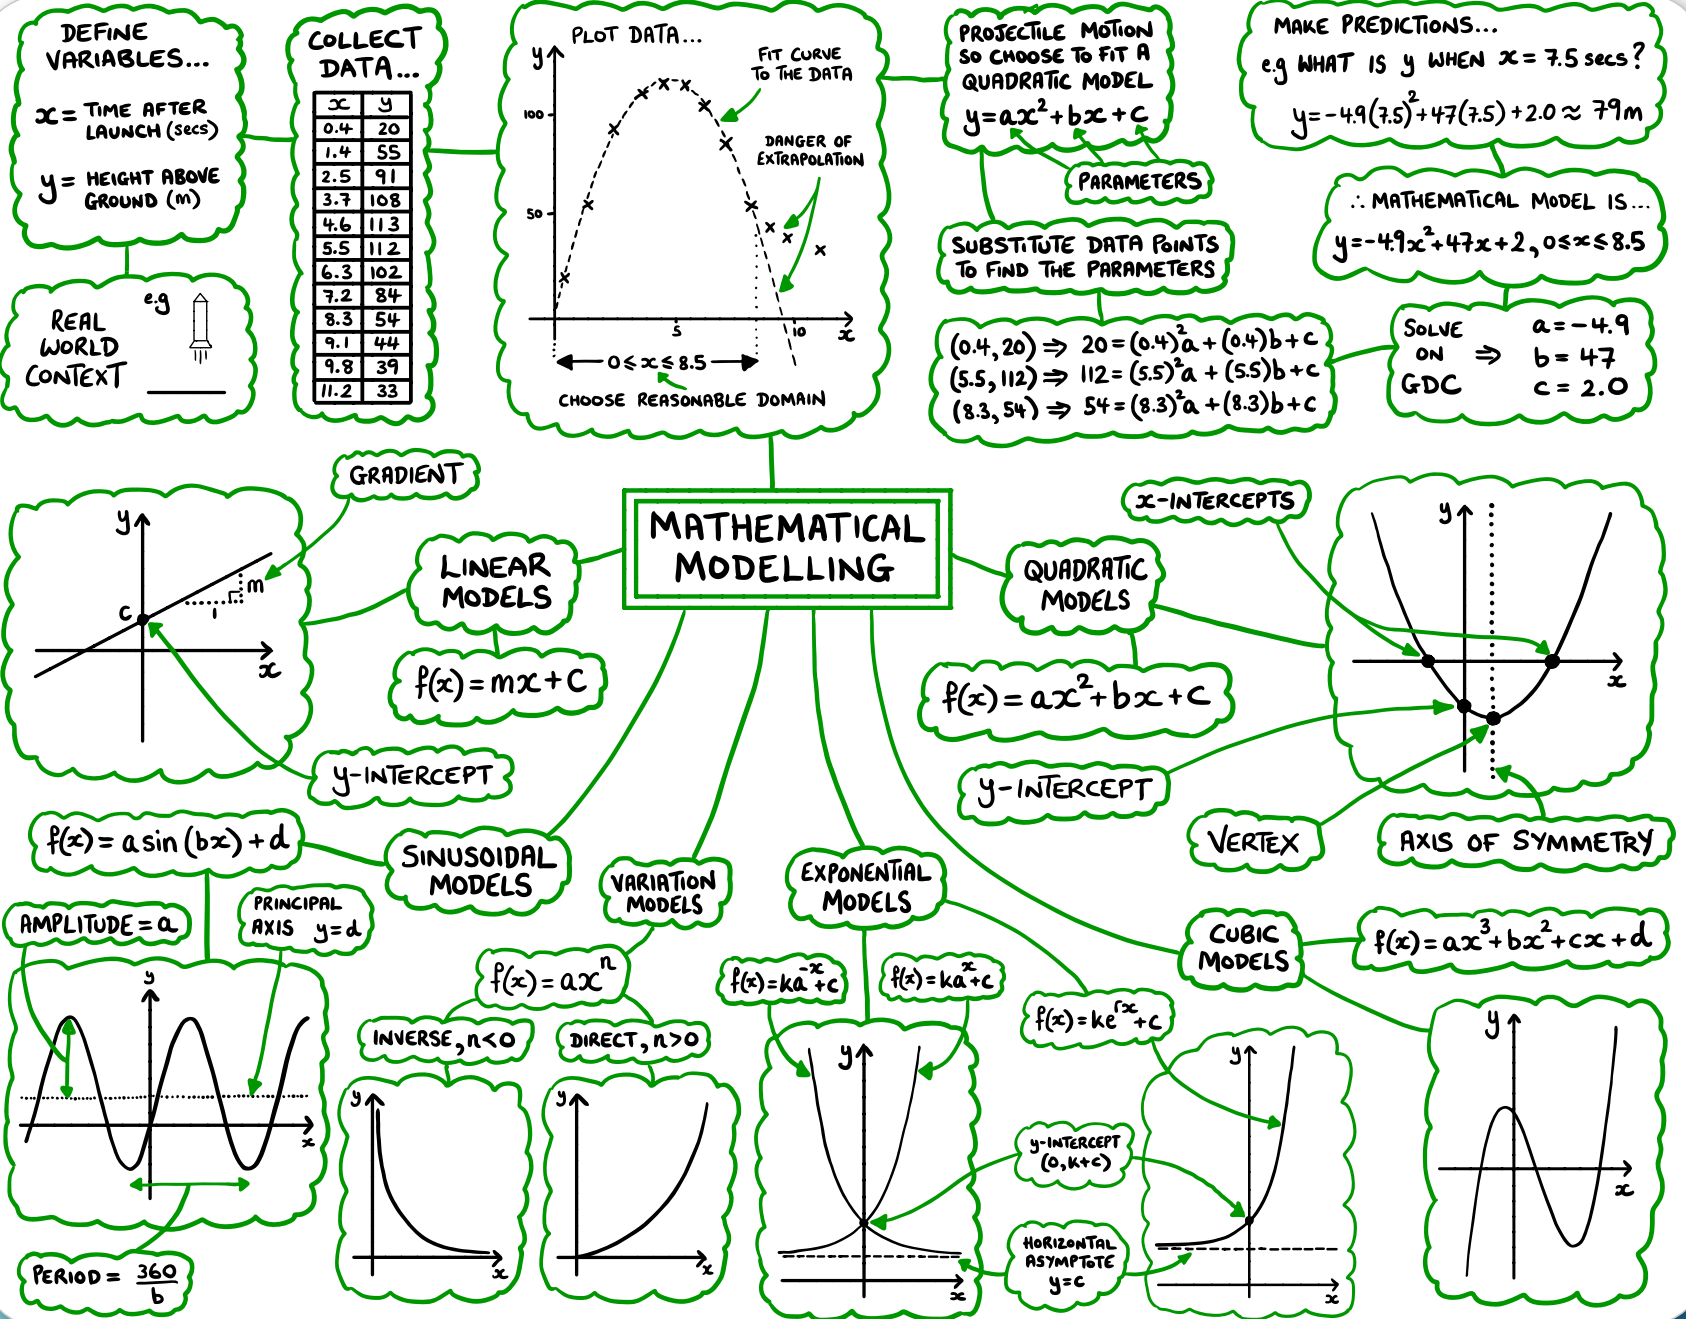 DEFINE
VARIABLES...
x = TIME AFTER
LAUNCH (secs)
y = HEIGHT ABOVE
GROUND (m)
REAL
WORLD
CONTEXT
e.g
COLLECT
DATA...
x y
0.4 20
1.4 55
2.5 91
3.7 108
4.6 113
5.5 112
6.3 102
7.2 84
8.3 54
9.1 44
9.8 39
11.2 33
PLOT DATA...
y
FIT CURVE
TO THE DATA
100
DANGER OF
EXTRAPOLATION
50
5
10
x
0 ≤ x ≤ 8.5
CHOOSE REASONABLE DOMAIN
PROJECTILE MOTION
SO CHOOSE TO FIT A
QUADRATIC MODEL
y = ax² + bx + c
PARAMETERS
SUBSTITUTE DATA POINTS
TO FIND THE PARAMETERS
(0.4, 20) ⇒ 20 = (0.4)²a + (0.4)b + c
(5.5, 112) ⇒ 112 = (5.5)²a + (5.5)b + c
(8.3, 54) ⇒ 54 = (8.3)²a + (8.3)b + c
SOLVE
ON
GDC
⇒
a = -4.9
b = 47
c = 2.0
∴ MATHEMATICAL MODEL IS...
y = -4.9x² + 47x + 2, 0 ≤ x ≤ 8.5
MAKE PREDICTIONS...
e.g WHAT IS y WHEN x = 7.5 secs?
y = -4.9(7.5)² + 47(7.5) + 2.0 ≈ 79m
MATHEMATICAL
MODELLING
LINEAR
MODELS
f(x) = mx + c
GRADIENT
y
c
m
1
x
y-INTERCEPT
QUADRATIC
MODELS
f(x) = ax² + bx + c
x-INTERCEPTS
y
x
y-INTERCEPT
VERTEX
AXIS OF SYMMETRY
SINUSOIDAL
MODELS
f(x) = a sin (bx) + d
AMPLITUDE = a
PRINCIPAL
AXIS y = d
y
x
PERIOD = 360/b
VARIATION
MODELS
f(x) = axⁿ
INVERSE, n<0
y
x
DIRECT, n>0
y
x
EXPONENTIAL
MODELS
f(x) = ka⁻ˣ + c
f(x) = kaˣ + c
f(x) = keʳˣ + c
y
x
y-INTERCEPT
(0, k+c)
HORIZONTAL
ASYMPTOTE
y = c
y
x
CUBIC
MODELS
f(x) = ax³ + bx² + cx + d
y
x